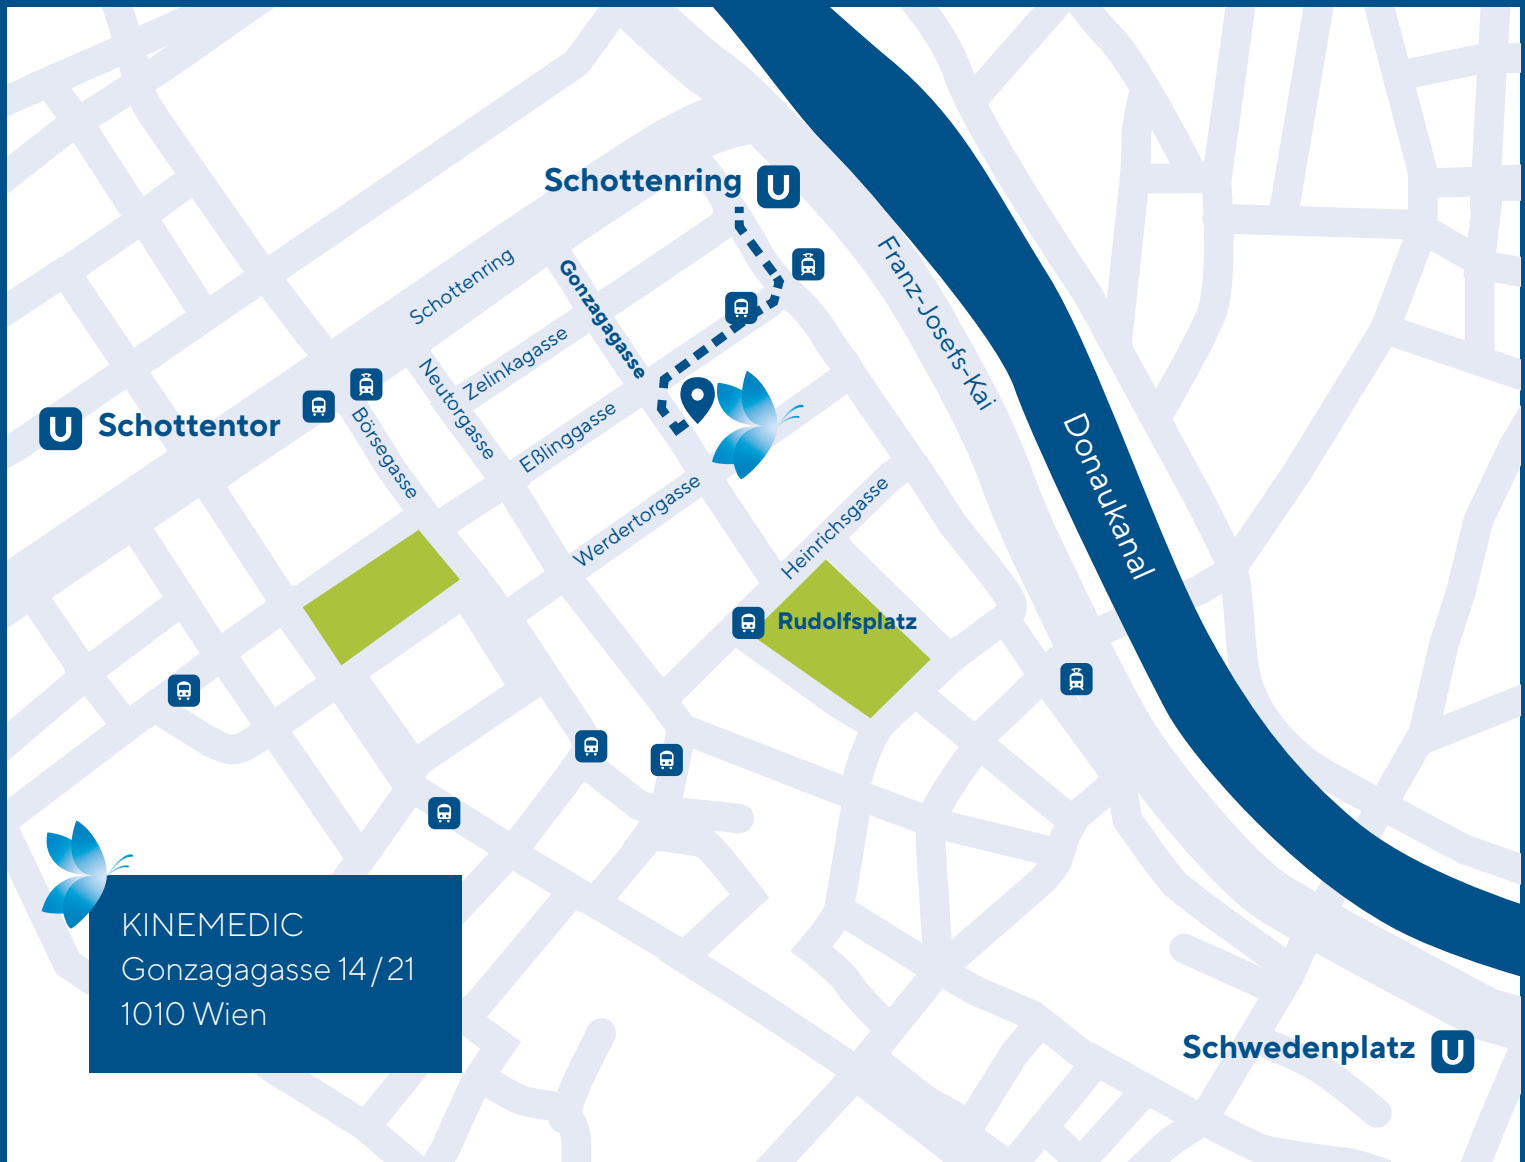 Schottenring U
Franz-Josefs-Kai
Schottenring
Gonzagagasse
Zelinkagasse
Neutorgasse
U Schottentor
Börsegasse
Eßlinggasse
Donaukanal
Werdertorgasse
Heinrichsgasse
Rudolfsplatz
KINEMEDIC
Gonzagagasse 14/21
1010 Wien
Schwedenplatz U